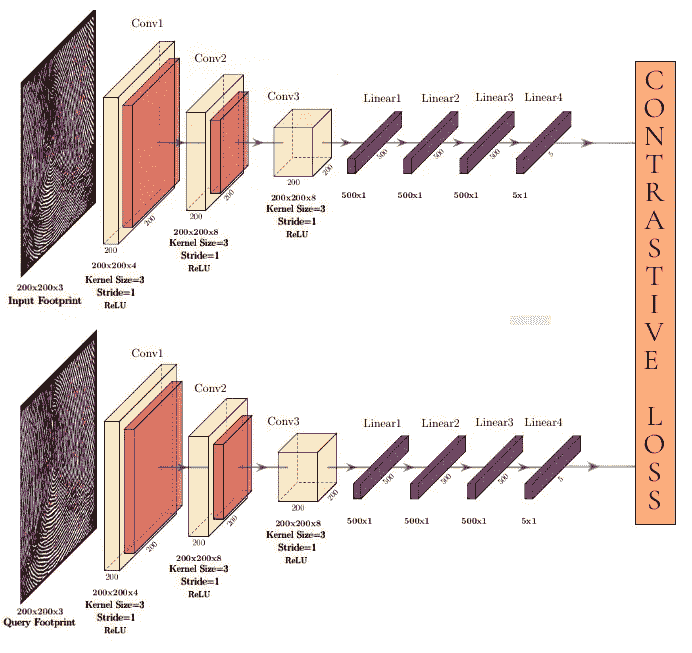 Conv1
Conv2
Conv3
Linear1 Linear2 Linear3 Linear4
200 200
200x200x4
Kernel Size=3
Stride=1
ReLU
200 200
200x200x8
Kernel Size=3
Stride=1
ReLU
200 200
200x200x8
Kernel Size=3
Stride=1
ReLU
500 500 500 5
500x1 500x1 500x1 5x1
200x200x3
Input Footprint
Conv1
Conv2
Conv3
Linear1 Linear2 Linear3 Linear4
200 200
200x200x4
Kernel Size=3
Stride=1
ReLU
200 200
200x200x8
Kernel Size=3
Stride=1
ReLU
200 200
200x200x8
Kernel Size=3
Stride=1
ReLU
500 500 500 5
500x1 500x1 500x1 5x1
200x200x3
Query Footprint
CONTRASTIVE LOSS